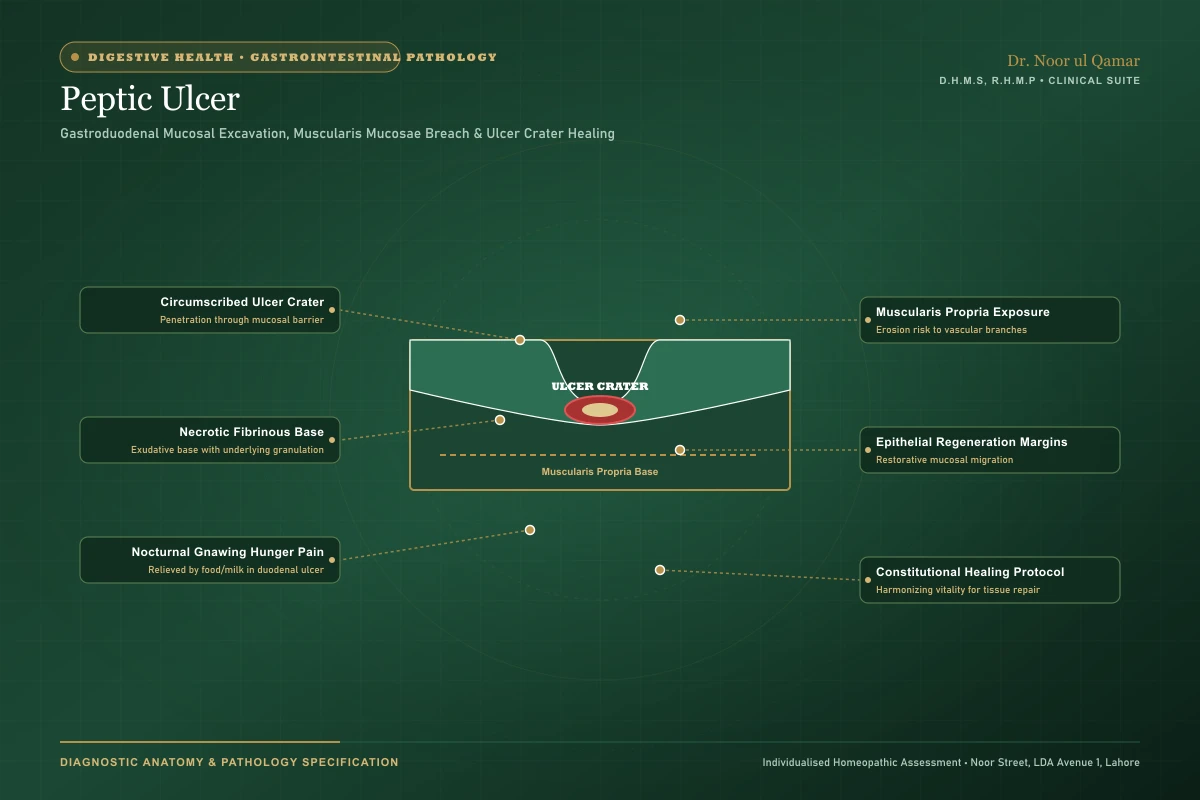 DIGESTIVE HEALTH • GASTROINTESTINAL PATHOLOGY
Peptic Ulcer
Gastroduodenal Mucosal Excavation, Muscularis Mucosae Breach & Ulcer Crater Healing
Dr. Noor ul Qamar
D.H.M.S, R.H.M.P • CLINICAL SUITE
Circumscribed Ulcer Crater
Penetration through mucosal barrier
Necrotic Fibrinous Base
Exudative base with underlying granulation
Nocturnal Gnawing Hunger Pain
Relieved by food/milk in duodenal ulcer
ULCER CRATER
Muscularis Propria Base
Muscularis Propria Exposure
Erosion risk to vascular branches
Epithelial Regeneration Margins
Restorative mucosal migration
Constitutional Healing Protocol
Harmonizing vitality for tissue repair
DIAGNOSTIC ANATOMY & PATHOLOGY SPECIFICATION
Individualised Homeopathic Assessment • Noor Street, LDA Avenue 1, Lahore